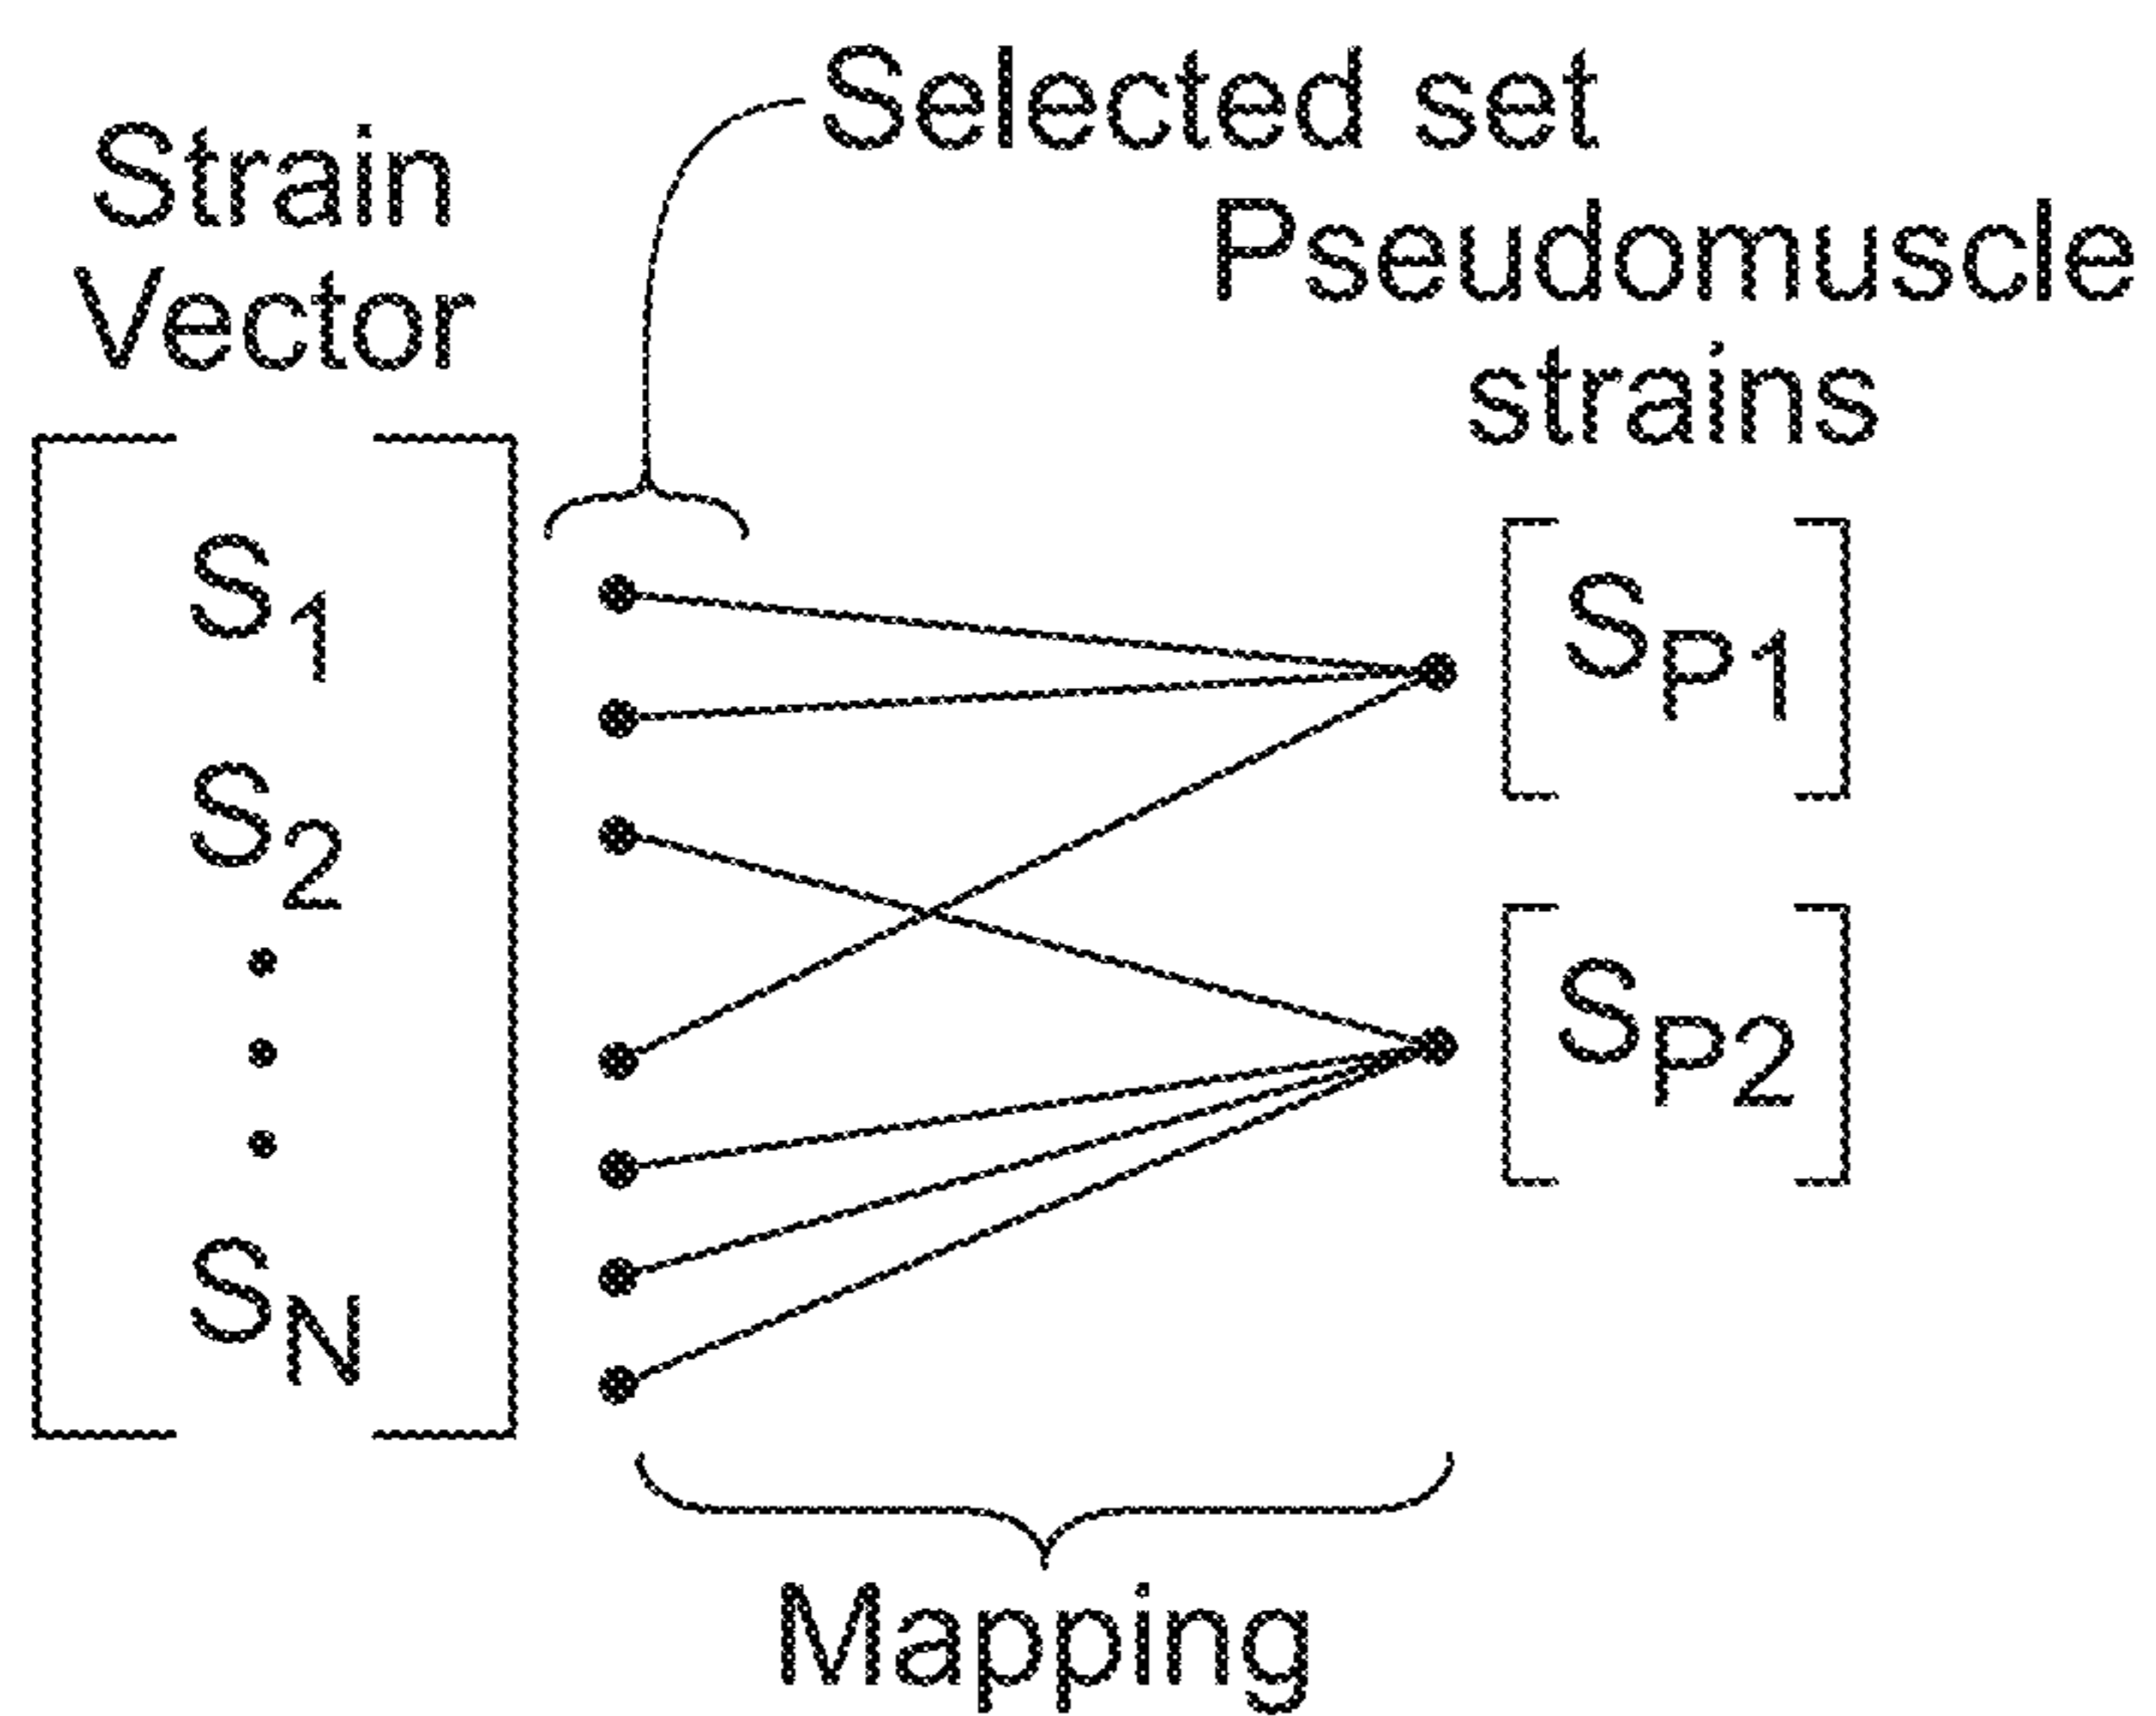 Selected set
Strain
Vector
Pseudomuscle
strains
S1
S2
SN
SP1
SP2
Mapping